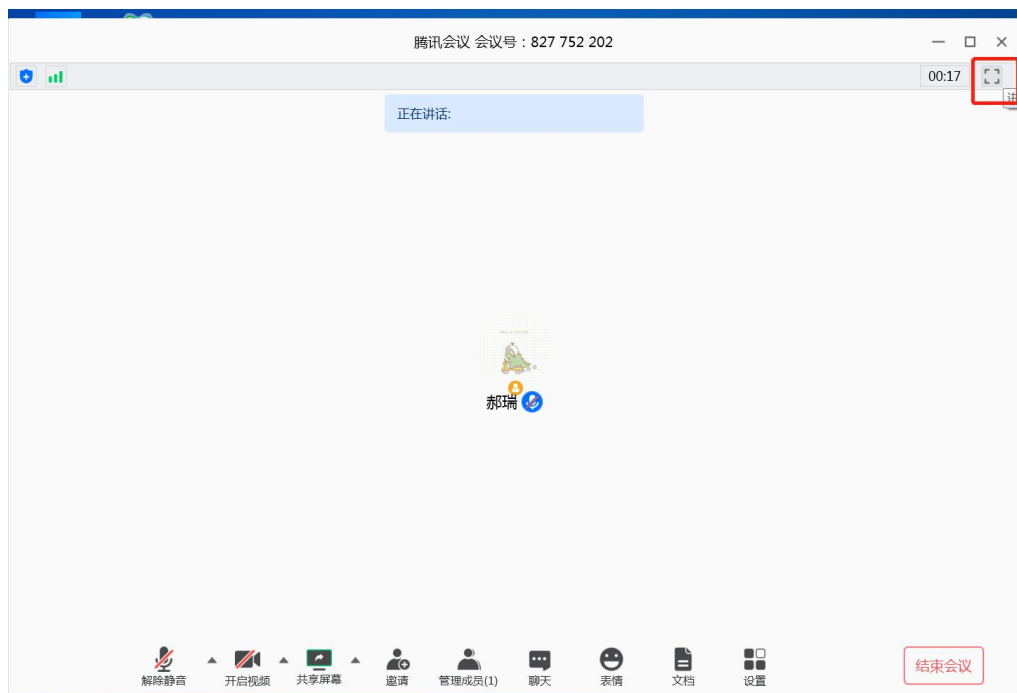 腾讯会议 会议号：827 752 202
00:17
正在讲话:
郝瑞
解除静音
开启视频
共享屏幕
邀请
管理成员(1)
聊天
表情
文档
设置
结束会议